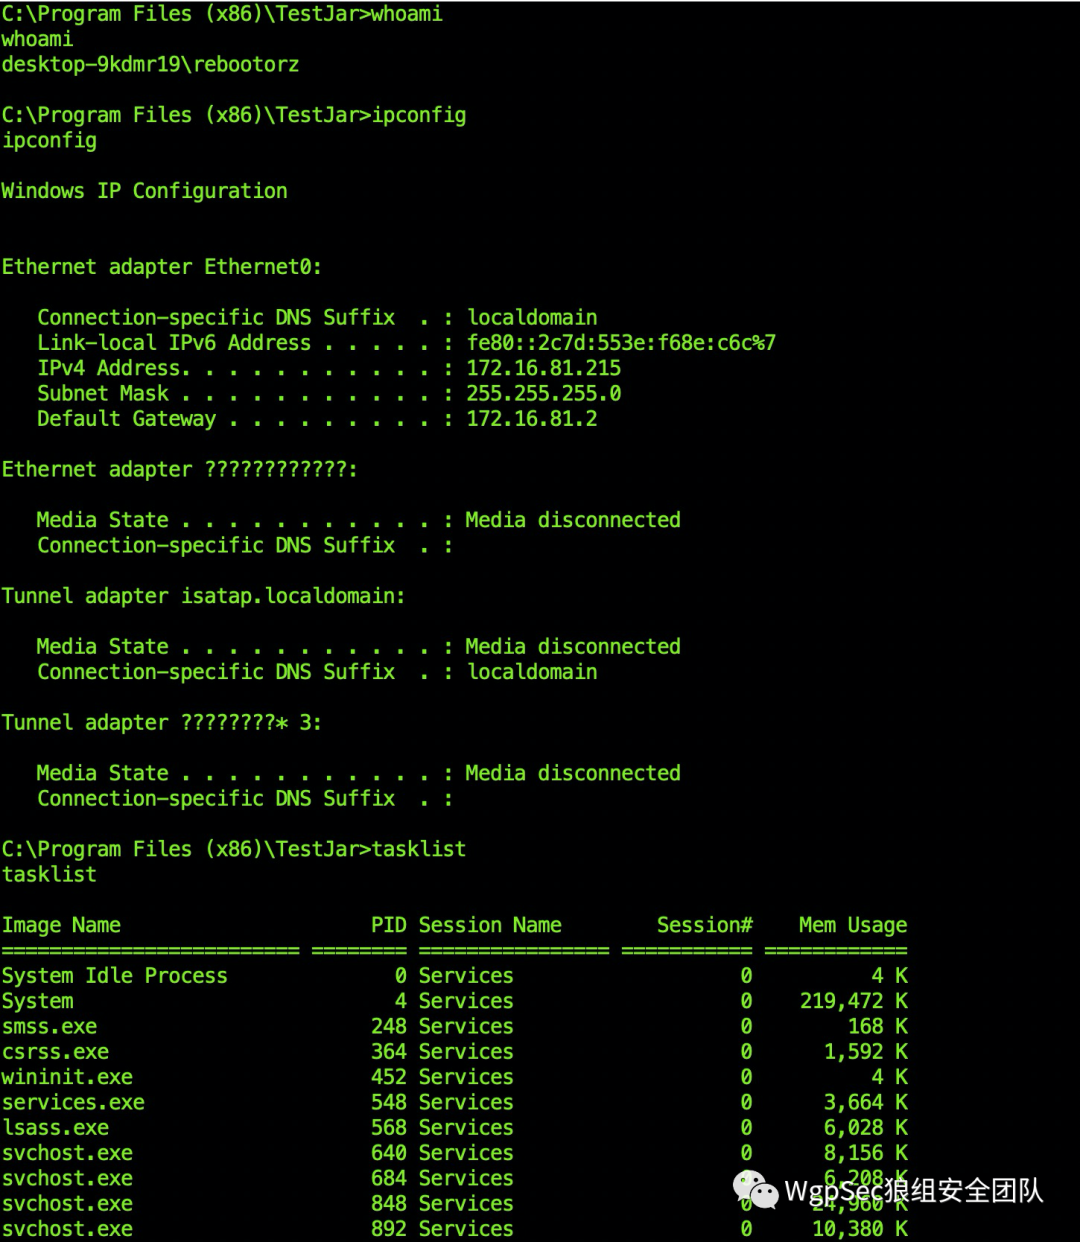 C:\Program Files (x86)\TestJar>whoami
whoami
desktop-9kdmr19\rebootorz
C:\Program Files (x86)\TestJar>ipconfig
ipconfig
Windows IP Configuration
Ethernet adapter Ethernet0:
Connection-specific DNS Suffix  . : localdomain
Link-local IPv6 Address . . . . . : fe80::2c7d:553e:f68e:c6c%7
IPv4 Address. . . . . . . . . . . : 172.16.81.215
Subnet Mask . . . . . . . . . . . : 255.255.255.0
Default Gateway . . . . . . . . . : 172.16.81.2
Ethernet adapter ????????????:
Media State . . . . . . . . . . . : Media disconnected
Connection-specific DNS Suffix  . :
Tunnel adapter isatap.localdomain:
Media State . . . . . . . . . . . : Media disconnected
Connection-specific DNS Suffix  . : localdomain
Tunnel adapter ????????* 3:
Media State . . . . . . . . . . . : Media disconnected
Connection-specific DNS Suffix  . :
C:\Program Files (x86)\TestJar>tasklist
tasklist
Image Name                     PID Session Name        Session#    Mem Usage
========================= ======== ================ =========== ============
System Idle Process              0 Services                   0          4 K
System                           4 Services                   0    219,472 K
smss.exe                       248 Services                   0        168 K
csrss.exe                      364 Services                   0      1,592 K
wininit.exe                    452 Services                   0          4 K
services.exe                   548 Services                   0      3,664 K
lsass.exe                      568 Services                   0      6,028 K
svchost.exe                    640 Services                   0      8,156 K
svchost.exe                    684 Services                   0      6,208 K
WgpSec狼组安全团队
svchost.exe                    848 Services                   0     24,960 K
svchost.exe                    892 Services                   0     10,380 K